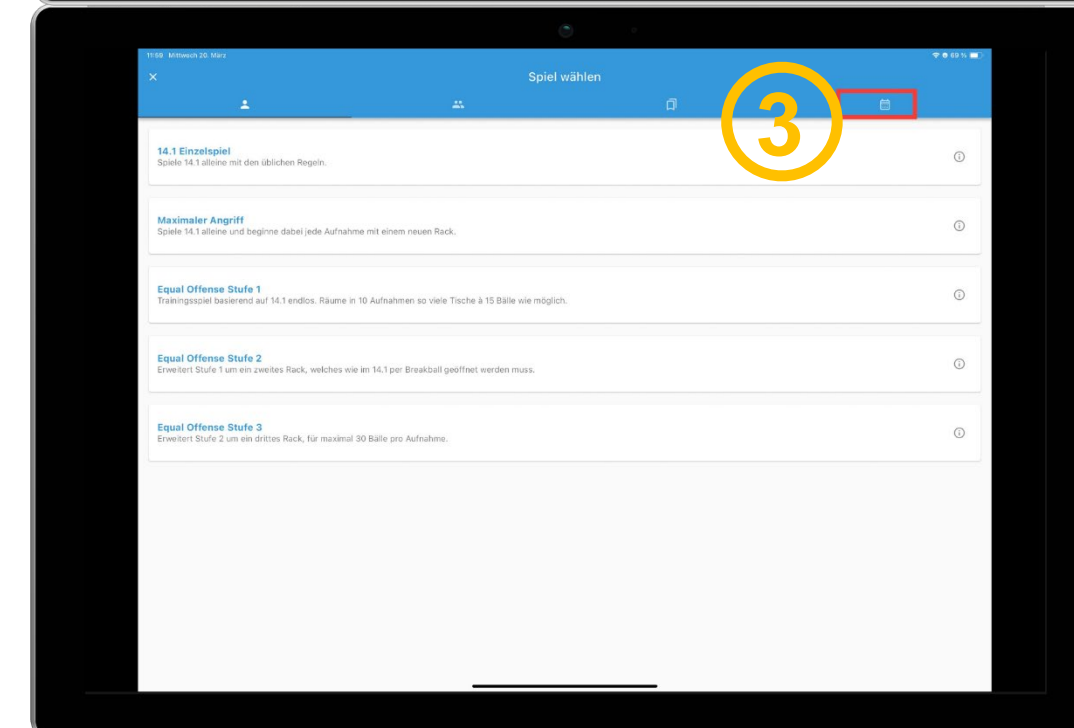 11:59 Mittwoch 20. März
69 %
Spiel wählen
3
14.1 Einzelspiel
Spiele 14.1 alleine mit den üblichen Regeln.
Maximaler Angriff
Spiele 14.1 alleine und beginne dabei jede Aufnahme mit einem neuen Rack.
Equal Offense Stufe 1
Trainingsspiel basierend auf 14.1 endlos. Räume in 10 Aufnahmen so viele Tische à 15 Bälle wie möglich.
Equal Offense Stufe 2
Erweitert Stufe 1 um ein zweites Rack, welches wie im 14.1 per Breakball geöffnet werden muss.
Equal Offense Stufe 3
Erweitert Stufe 2 um ein drittes Rack, für maximal 30 Bälle pro Aufnahme.